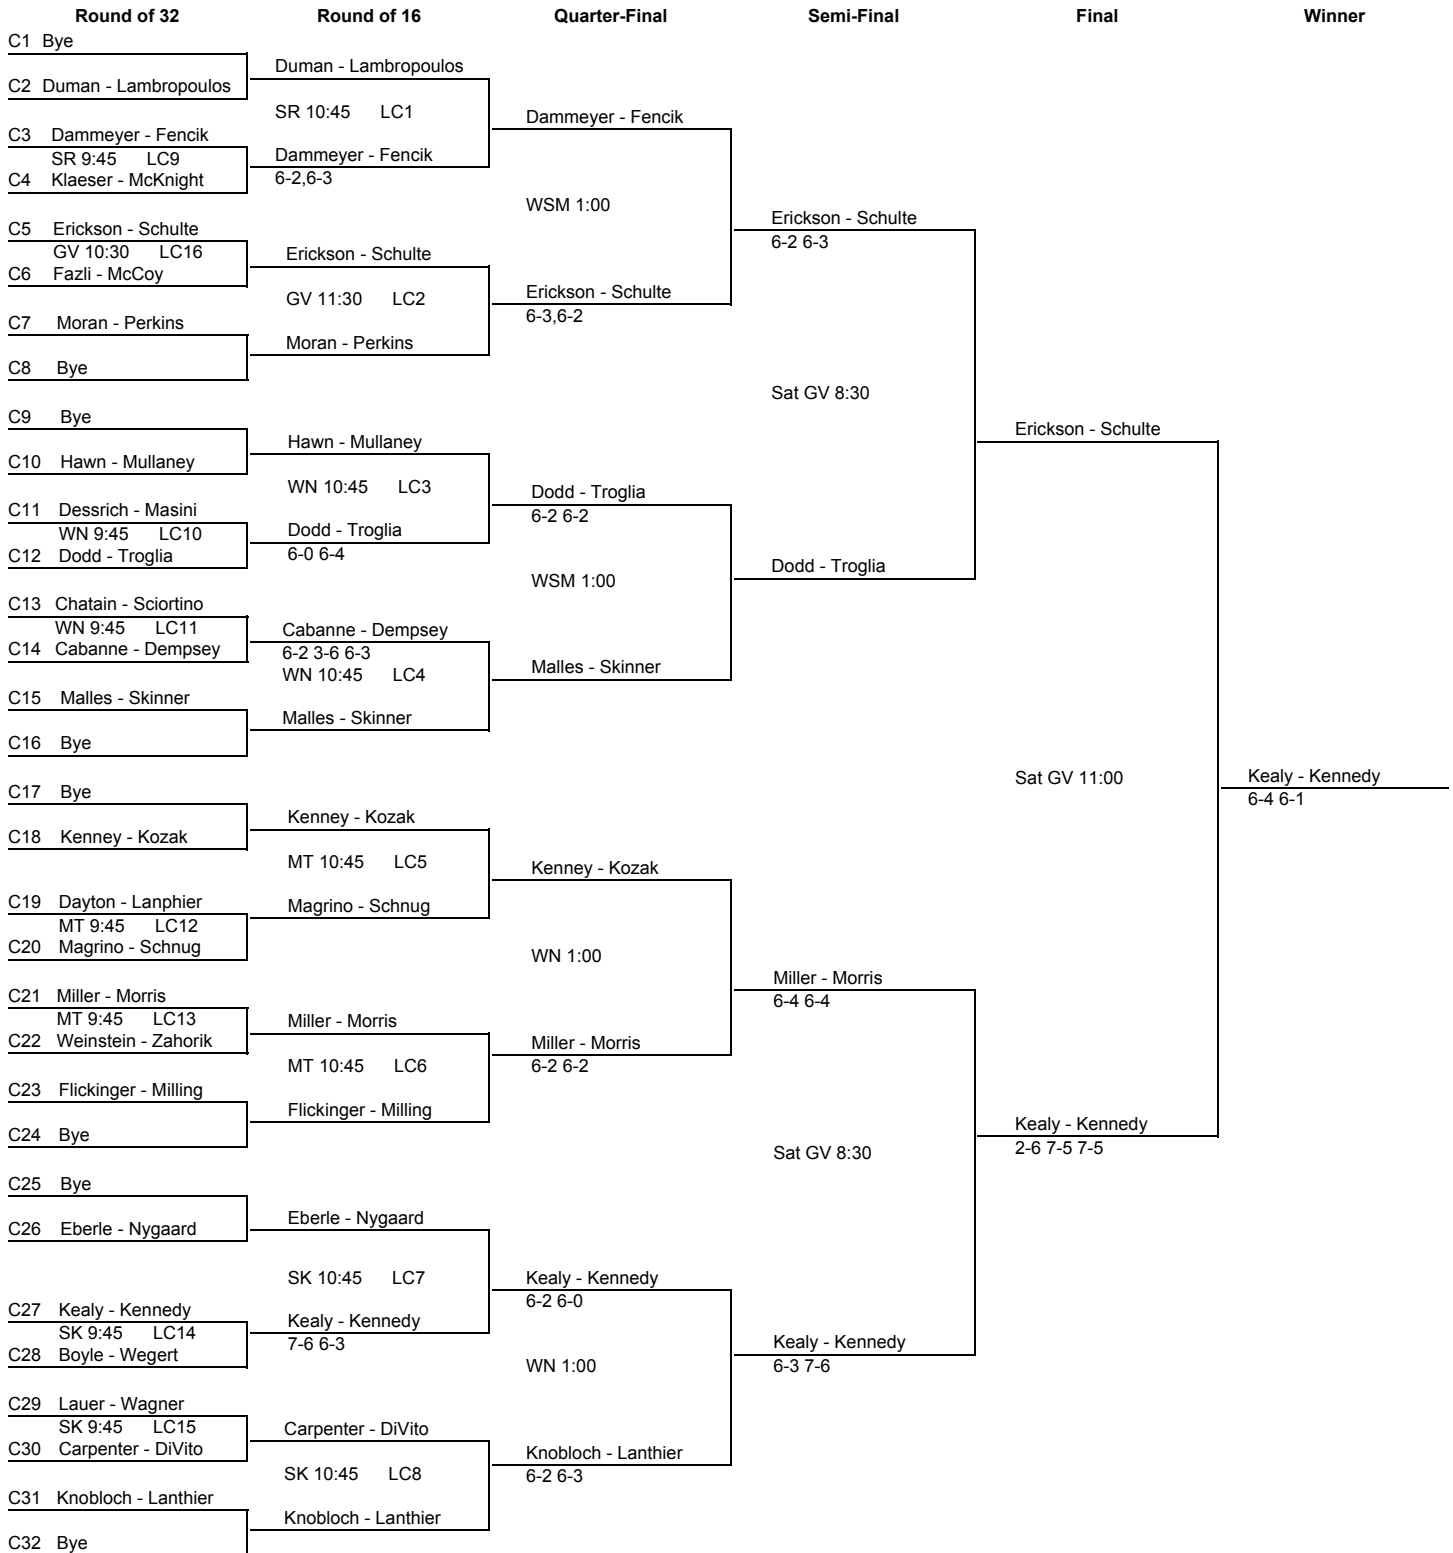 Round of 32 Round of 16 Quarter-Final Semi-Final Final Winner
C1 Bye
C2 Duman - Lambropoulos
C3 Dammeyer - Fencik
SR 9:45 LC9
C4 Klaeser - McKnight
C5 Erickson - Schulte
GV 10:30 LC16
C6 Fazli - McCoy
C7 Moran - Perkins
C8 Bye
C9 Bye
C10 Hawn - Mullaney
C11 Dessrich - Masini
WN 9:45 LC10
C12 Dodd - Troglia
C13 Chatain - Sciortino
WN 9:45 LC11
C14 Cabanne - Dempsey
C15 Malles - Skinner
C16 Bye
C17 Bye
C18 Kenney - Kozak
C19 Dayton - Lanphier
MT 9:45 LC12
C20 Magrino - Schnug
C21 Miller - Morris
MT 9:45 LC13
C22 Weinstein - Zahorik
C23 Flickinger - Milling
C24 Bye
C25 Bye
C26 Eberle - Nygaard
C27 Kealy - Kennedy
SK 9:45 LC14
C28 Boyle - Wegert
C29 Lauer - Wagner
SK 9:45 LC15
C30 Carpenter - DiVito
C31 Knobloch - Lanthier
C32 Bye
Duman - Lambropoulos
SR 10:45 LC1
Dammeyer - Fencik
6-2,6-3
Erickson - Schulte
GV 11:30 LC2
Moran - Perkins
Hawn - Mullaney
WN 10:45 LC3
Dodd - Troglia
6-0 6-4
Cabanne - Dempsey
6-2 3-6 6-3
WN 10:45 LC4
Malles - Skinner
Kenney - Kozak
MT 10:45 LC5
Magrino - Schnug
Miller - Morris
MT 10:45 LC6
Flickinger - Milling
Eberle - Nygaard
SK 10:45 LC7
Kealy - Kennedy
7-6 6-3
Carpenter - DiVito
SK 10:45 LC8
Knobloch - Lanthier
Dammeyer - Fencik
WSM 1:00
Erickson - Schulte
6-3,6-2
Dodd - Troglia
6-2 6-2
WSM 1:00
Malles - Skinner
Kenney - Kozak
WN 1:00
Miller - Morris
6-2 6-2
Kealy - Kennedy
6-2 6-0
WN 1:00
Knobloch - Lanthier
6-2 6-3
Erickson - Schulte
6-2 6-3
Sat GV 8:30
Dodd - Troglia
Miller - Morris
6-4 6-4
Sat GV 8:30
Kealy - Kennedy
6-3 7-6
Erickson - Schulte
Sat GV 11:00
Kealy - Kennedy
2-6 7-5 7-5
Kealy - Kennedy
6-4 6-1